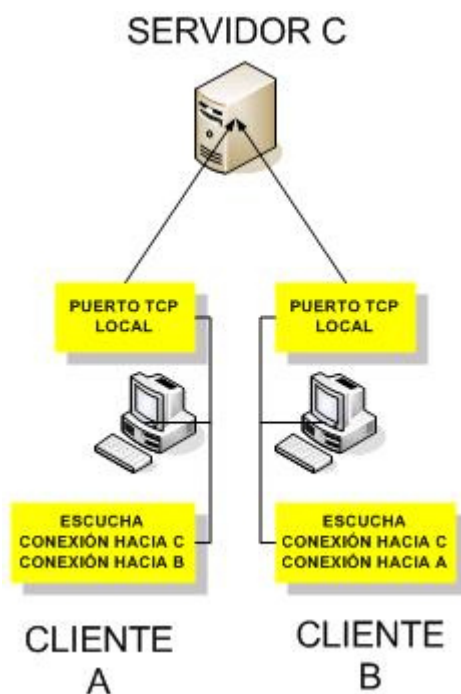 SERVIDOR C
PUERTO TCP
LOCAL
PUERTO TCP
LOCAL
ESCUCHA
CONEXIÓN HACIA C
CONEXIÓN HACIA B
ESCUCHA
CONEXIÓN HACIA C
CONEXIÓN HACIA A
CLIENTE
A
CLIENTE
B